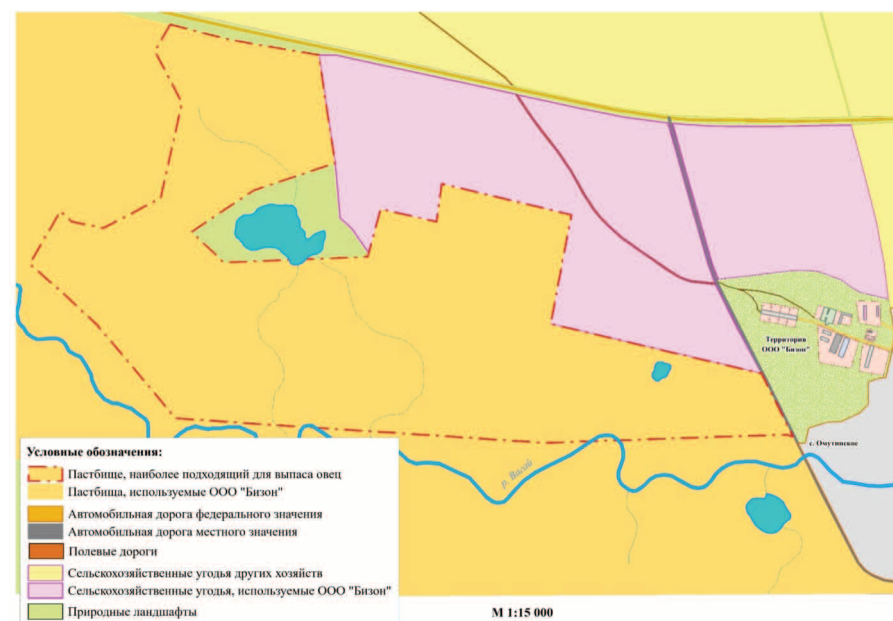 Территория
ООО "Бизон"
с. Омутинское
р. Вагай
Условные обозначения:
Пастбище, наиболее подходящий для выпаса овец
Пастбища, используемые ООО "Бизон"
Автомобильная дорога федерального значения
Автомобильная дорога местного значения
Полевые дороги
Сельскохозяйственные угодья других хозяйств
Сельскохозяйственные угодья, используемые ООО "Бизон"
Природные ландшафты
М 1:15 000